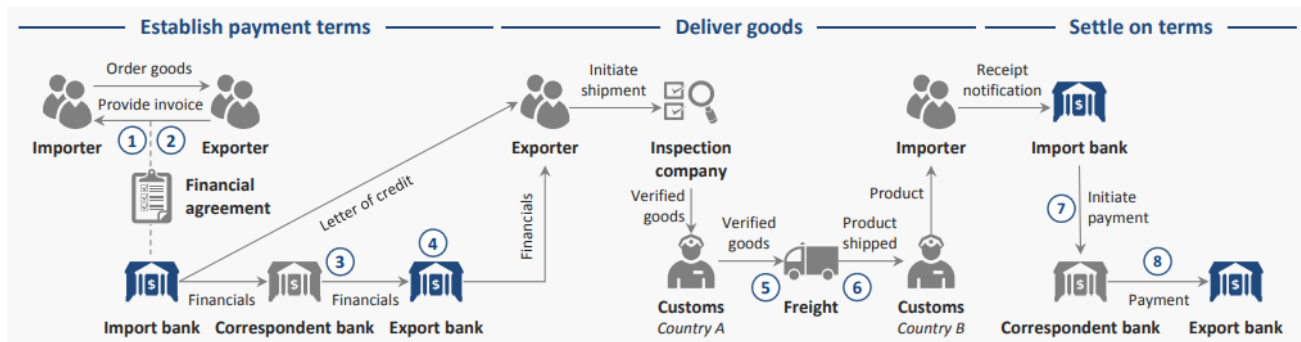 Establish payment terms
Deliver goods
Settle on terms
Order goods
Provide invoice
Importer
1
2
Exporter
Financial
agreement
Letter of credit
3
4
Financials
Financials
Import bank
Correspondent bank
Export bank
Financials
Initiate
shipment
Exporter
Inspection
company
Verified
goods
Verified
goods
Product
shipped
Product
5
6
Customs
Country A
Freight
Customs
Country B
Importer
Receipt
notification
$
Import bank
7
Initiate
payment
8
Payment
$
$
Correspondent bank
Export bank
$
$
$